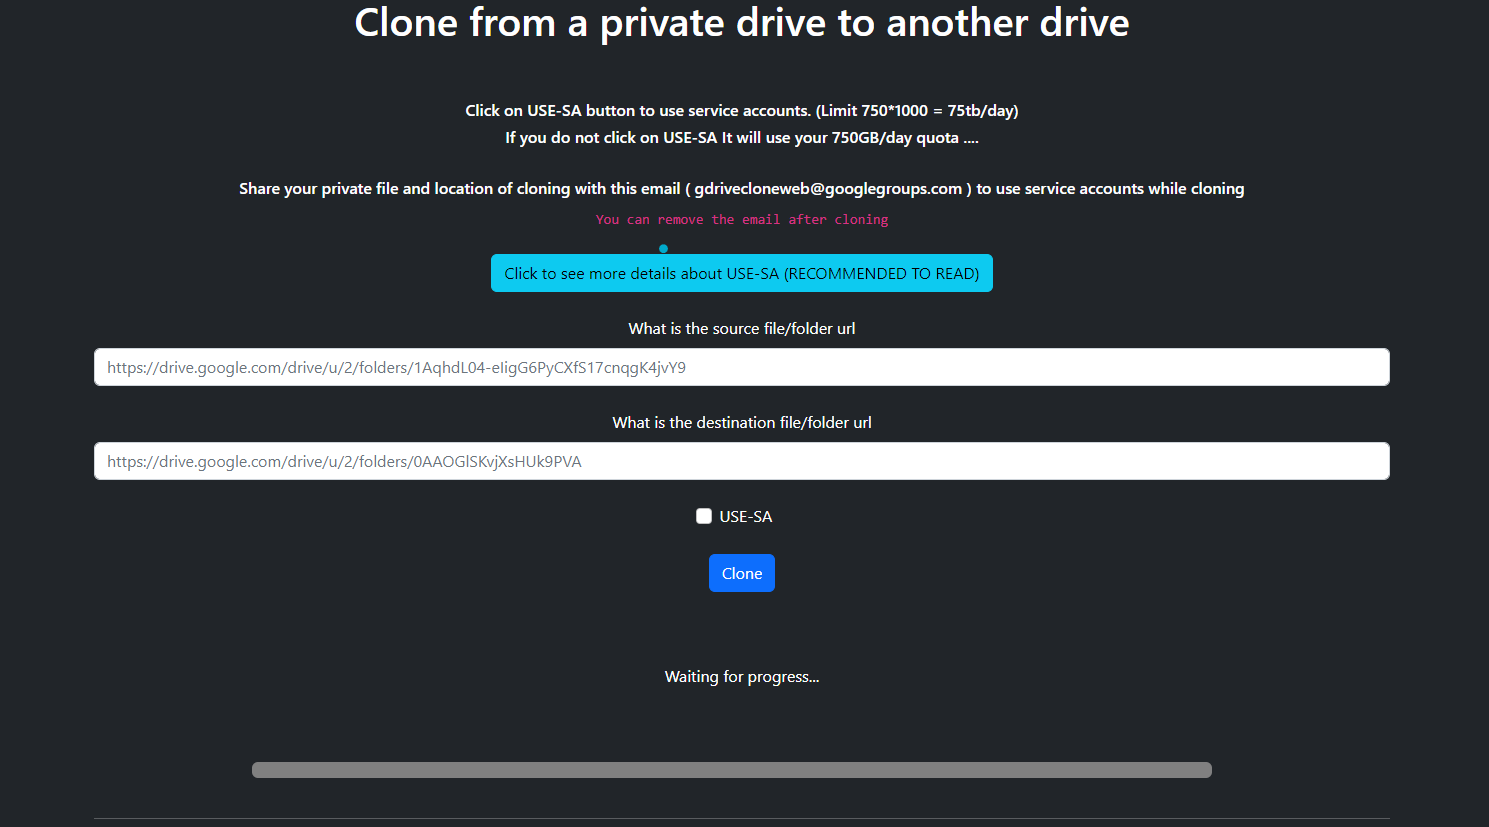 Clone from a private drive to another drive
Click on USE-SA button to use service accounts. (Limit 750*1000 = 75tb/day)
If you do not click on USE-SA It will use your 750GB/day quota ....
Share your private file and location of cloning with this email ( gdrivecloneweb@googlegroups.com ) to use service accounts while cloning
You can remove the email after cloning
Click to see more details about USE-SA (RECOMMENDED TO READ)
What is the source file/folder url
https://drive.google.com/drive/u/2/folders/1AqhdL04-eIigG6PyCXfS17cnqgK4jvY9
What is the destination file/folder url
https://drive.google.com/drive/u/2/folders/0AAOGlSKvjXsHUk9PVA
USE-SA
Clone
Waiting for progress...